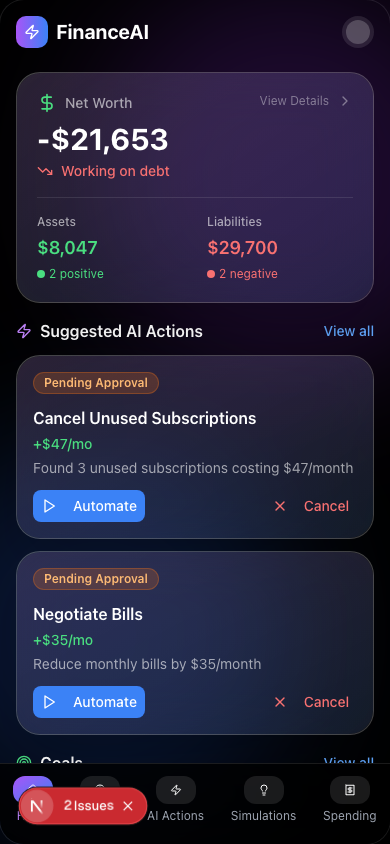 FinanceAI
Net Worth
View Details
-$21,653
Working on debt
Assets
Liabilities
$8,047
$29,700
2 positive
2 negative
Suggested AI Actions
View all
Pending Approval
Cancel Unused Subscriptions
+$47/mo
Found 3 unused subscriptions costing $47/month
Automate
Cancel
Pending Approval
Negotiate Bills
+$35/mo
Reduce monthly bills by $35/month
Automate
Cancel
Goals
View all
N
2 Issues
AI Actions
Simulations
Spending